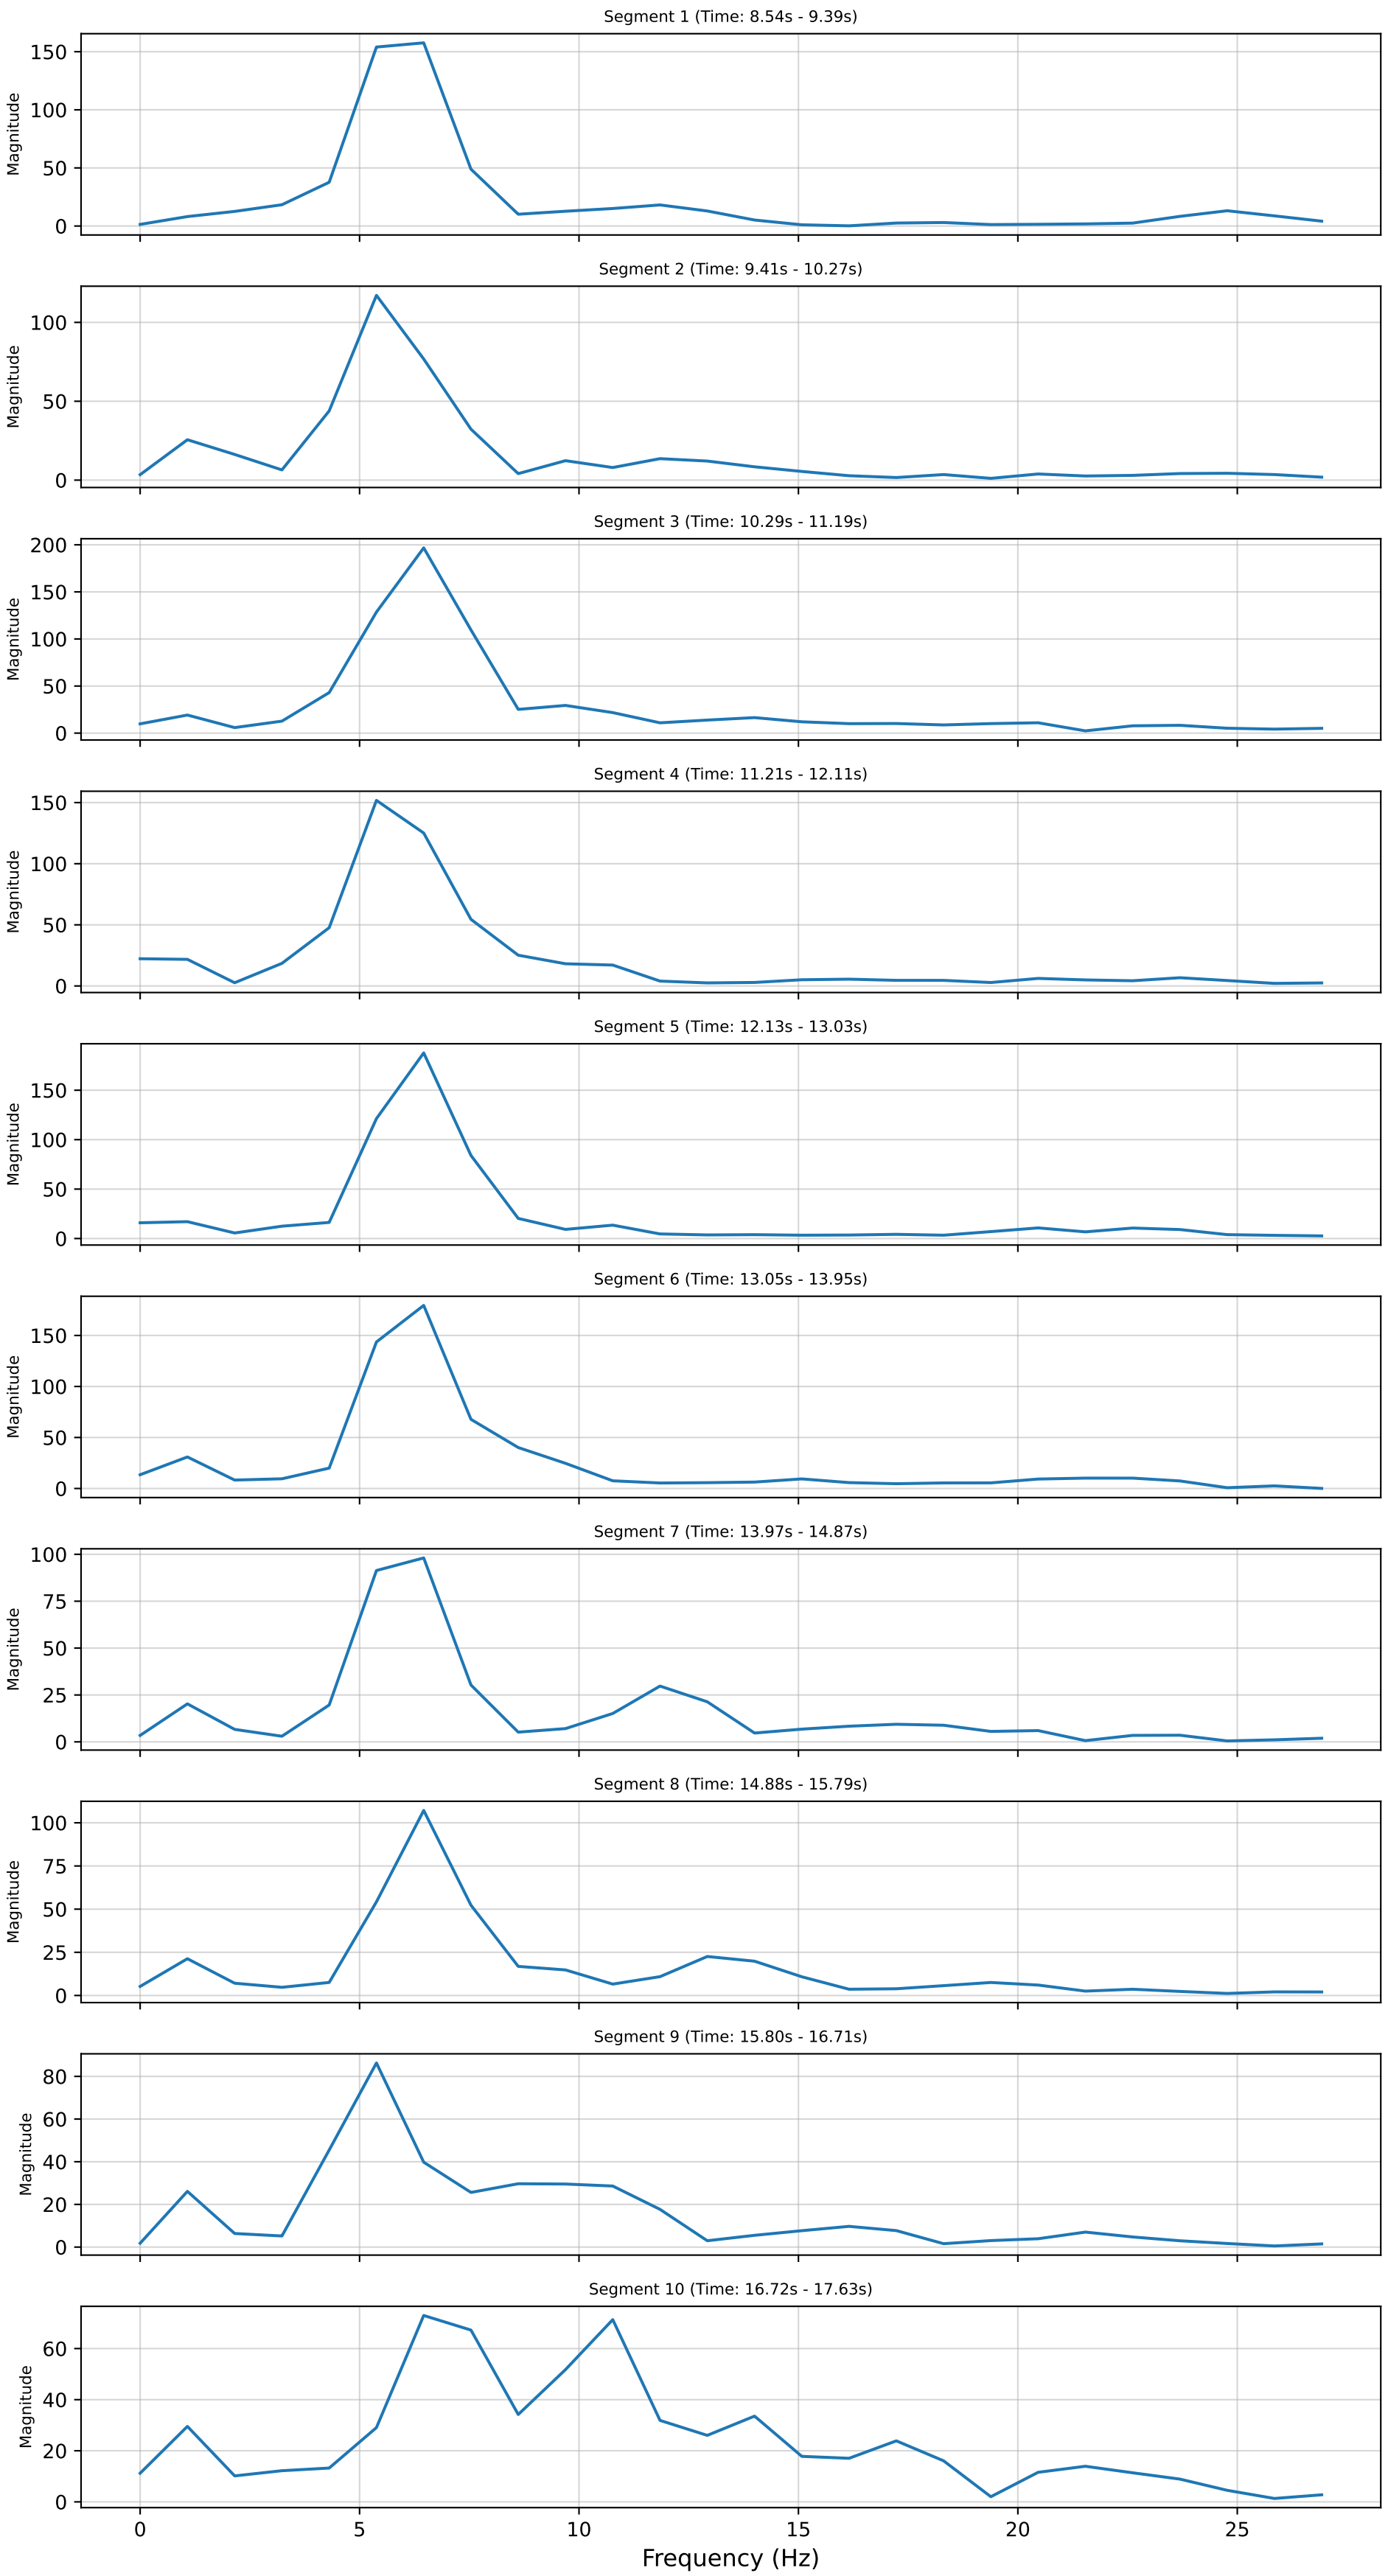 Segment 1 (Time: 8.54s - 9.39s)
150
100
50
0
Magnitude
Segment 2 (Time: 9.41s - 10.27s)
100
50
0
Magnitude
Segment 3 (Time: 10.29s - 11.19s)
200
150
100
50
0
Magnitude
Segment 4 (Time: 11.21s - 12.11s)
150
100
50
0
Magnitude
Segment 5 (Time: 12.13s - 13.03s)
150
100
50
0
Magnitude
Segment 6 (Time: 13.05s - 13.95s)
150
100
50
0
Magnitude
Segment 7 (Time: 13.97s - 14.87s)
100
75
50
25
0
Magnitude
Segment 8 (Time: 14.88s - 15.79s)
100
75
50
25
0
Magnitude
Segment 9 (Time: 15.80s - 16.71s)
80
60
40
20
0
Magnitude
Segment 10 (Time: 16.72s - 17.63s)
60
40
20
0
Magnitude
0 5 10 15 20 25
Frequency (Hz)